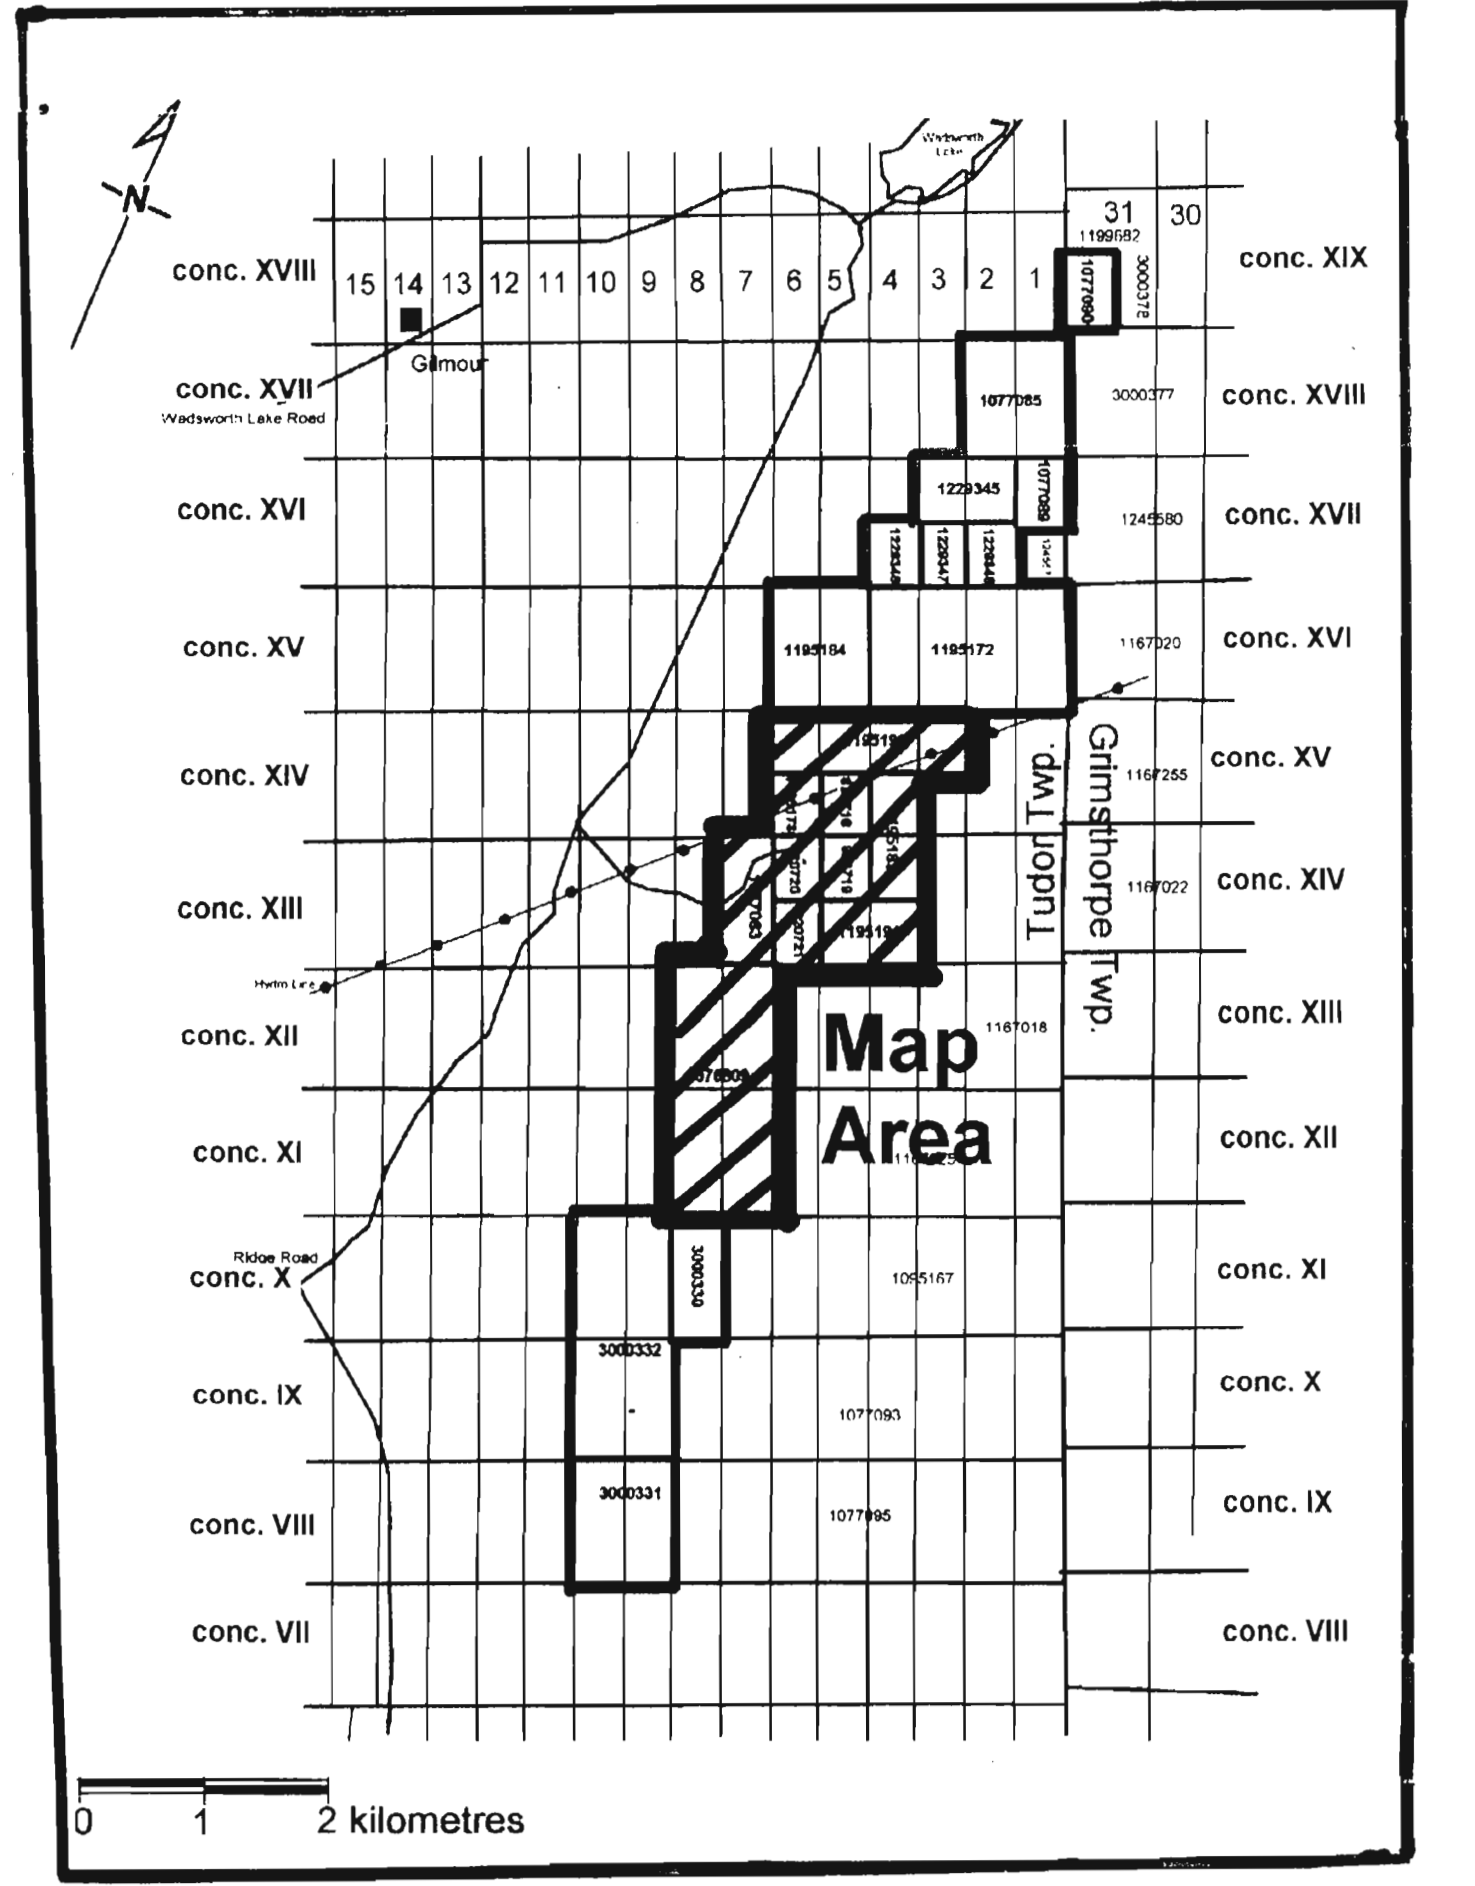 Wadsworth
Lake
N
31
30
1199682
conc. XVIII
15 14 13 12 11 10 9 8 7 6 5 4 3 2 1
1077090
3000378
conc. XIX
Gilmour
conc. XVII
Wadsworth Lake Road
1077085
3000377
conc. XVIII
conc. XVI
1229345
1077089
1245580
conc. XVII
1229347
conc. XV
1195184
1195172
1167020
conc. XVI
conc. XIV
1167255
conc. XV
Tudor Twp.
Grimsthorpe Twp.
conc. XIII
1167022
conc. XIV
Hydro Line
conc. XII
Map
Area
1167018
conc. XIII
conc. XI
conc. XII
Ridge Road
conc. X
3000330
1095167
conc. XI
3000332
conc. IX
1077093
conc. X
3000331
conc. VIII
1077095
conc. IX
conc. VII
conc. VIII
0 1 2 kilometres